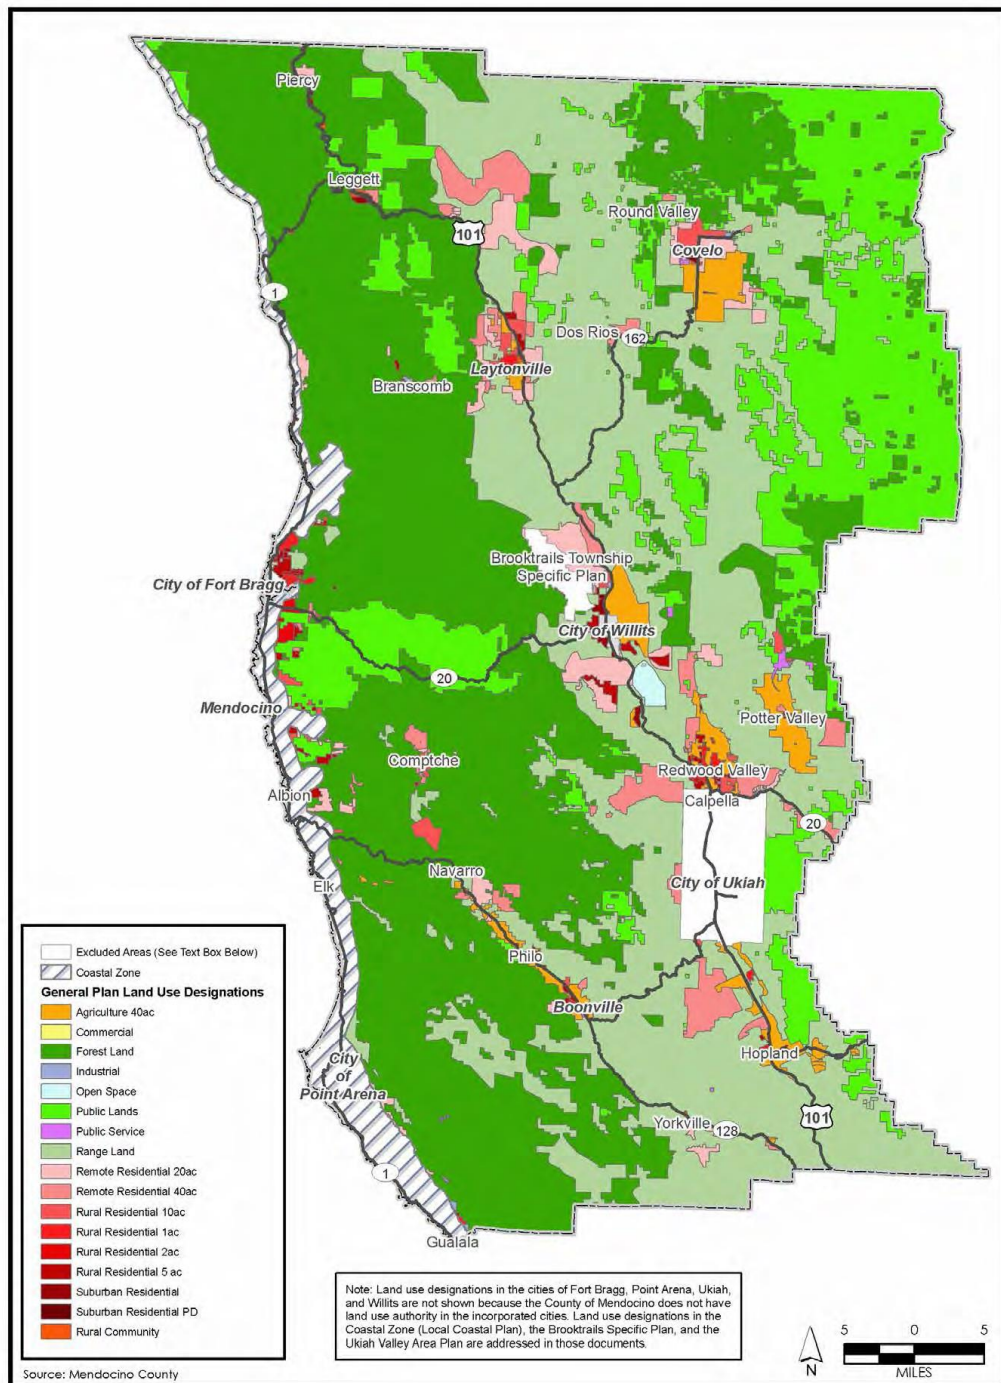 Piercy
Leggett
101
Round Valley
Covelo
1
Dos Rios
162
Laytonville
Branscomb
Brooktrails Township
Specific Plan
City of Fort Bragg
City of Willits
20
Mendocino
Potter Valley
Comptche
Redwood Valley
Albion
Calpella
20
Navarro
Elk
City of Ukiah
Philo
Boonville
Hopland
City
of
Point Arena
Yorkville
128
101
1
Gualala
Excluded Areas (See Text Box Below)
Coastal Zone
General Plan Land Use Designations
Agriculture 40ac
Commercial
Forest Land
Industrial
Open Space
Public Lands
Public Service
Range Land
Remote Residential 20ac
Remote Residential 40ac
Rural Residential 10ac
Rural Residential 1ac
Rural Residential 2ac
Rural Residential 5 ac
Suburban Residential
Suburban Residential PD
Rural Community
Note: Land use designations in the cities of Fort Bragg, Point Arena, Ukiah,
and Willits are not shown because the County of Mendocino does not have
land use authority in the incorporated cities. Land use designations in the
Coastal Zone (Local Coastal Plan), the Brooktrails Specific Plan, and the
Ukiah Valley Area Plan are addressed in those documents.
N
5 0 5
MILES
Source: Mendocino County